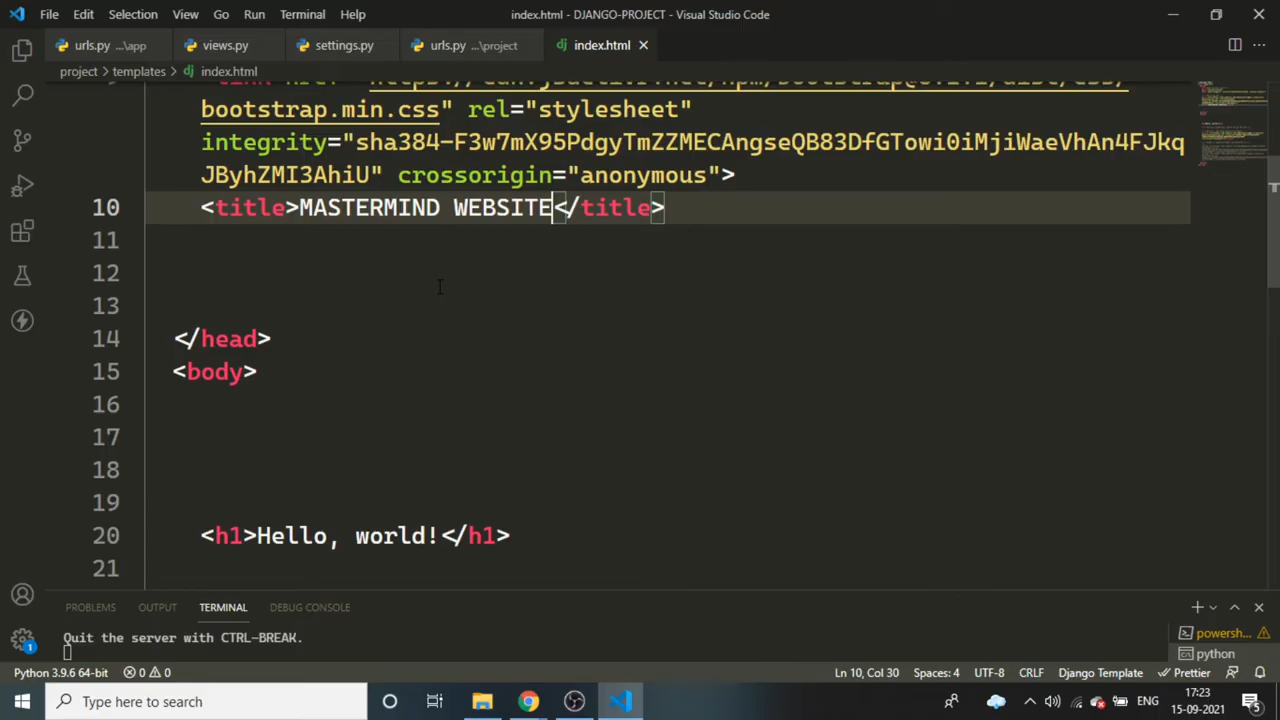 File Edit Selection View Go Run Terminal Help index.html - DJANGO-PROJECT - Visual Studio Code
urls.py ...\app views.py settings.py urls.py ...\project index.html
project > templates > index.html
bootstrap.min.css" rel="stylesheet"
integrity="sha384-F3w7mX95PdgyTmZZMECAngseQB83DfGTowi0iMjiWaeVhAn4FJkq
JByhZMI3AhiU" crossorigin="anonymous">
10 <title>MASTERMIND WEBSITE</title>
11
12
13
14 </head>
15 <body>
16
17
18
19
20 <h1>Hello, world!</h1>
21
PROBLEMS OUTPUT TERMINAL DEBUG CONSOLE
Quit the server with CTRL-BREAK.
powersh...
python
1
Python 3.9.6 64-bit 0 0 Ln 10, Col 30 Spaces: 4 UTF-8 CRLF Django Template Prettier
Type here to search ENG 17:23
15-09-2021 5